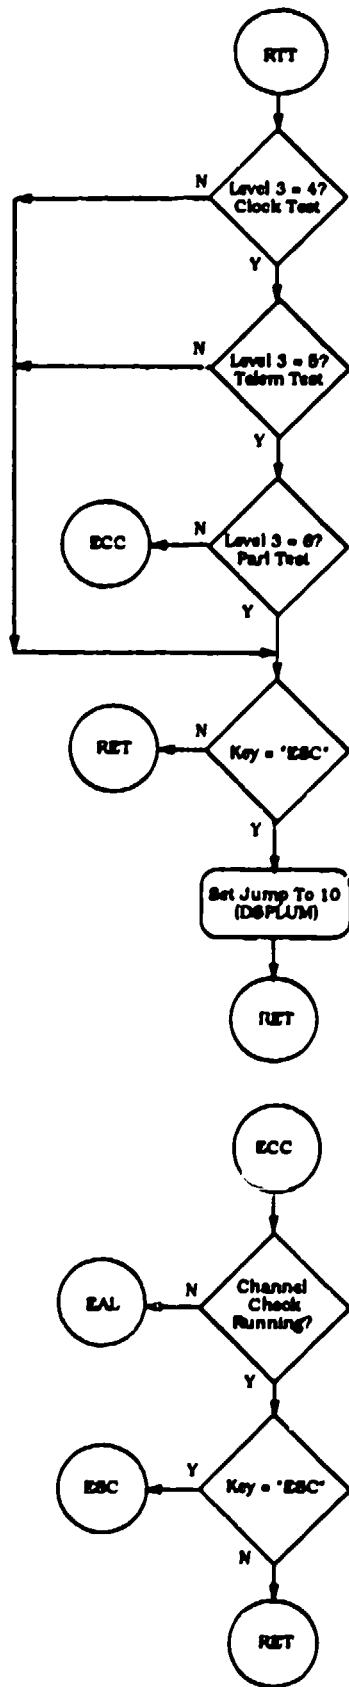 RTT
N
Level 3 = 4?
Clock Test
Y
N
Level 3 = 5?
Telem Test
Y
ECC
N
Level 3 = 6?
Parl Test
Y
RET
N
Key = "ESC"
Y
Set Jump To 10
(DSPLUM)
RET
ECC
EAL
N
Channel
Check
Running?
Y
ESC
Y
Key = "ESC"
N
RET